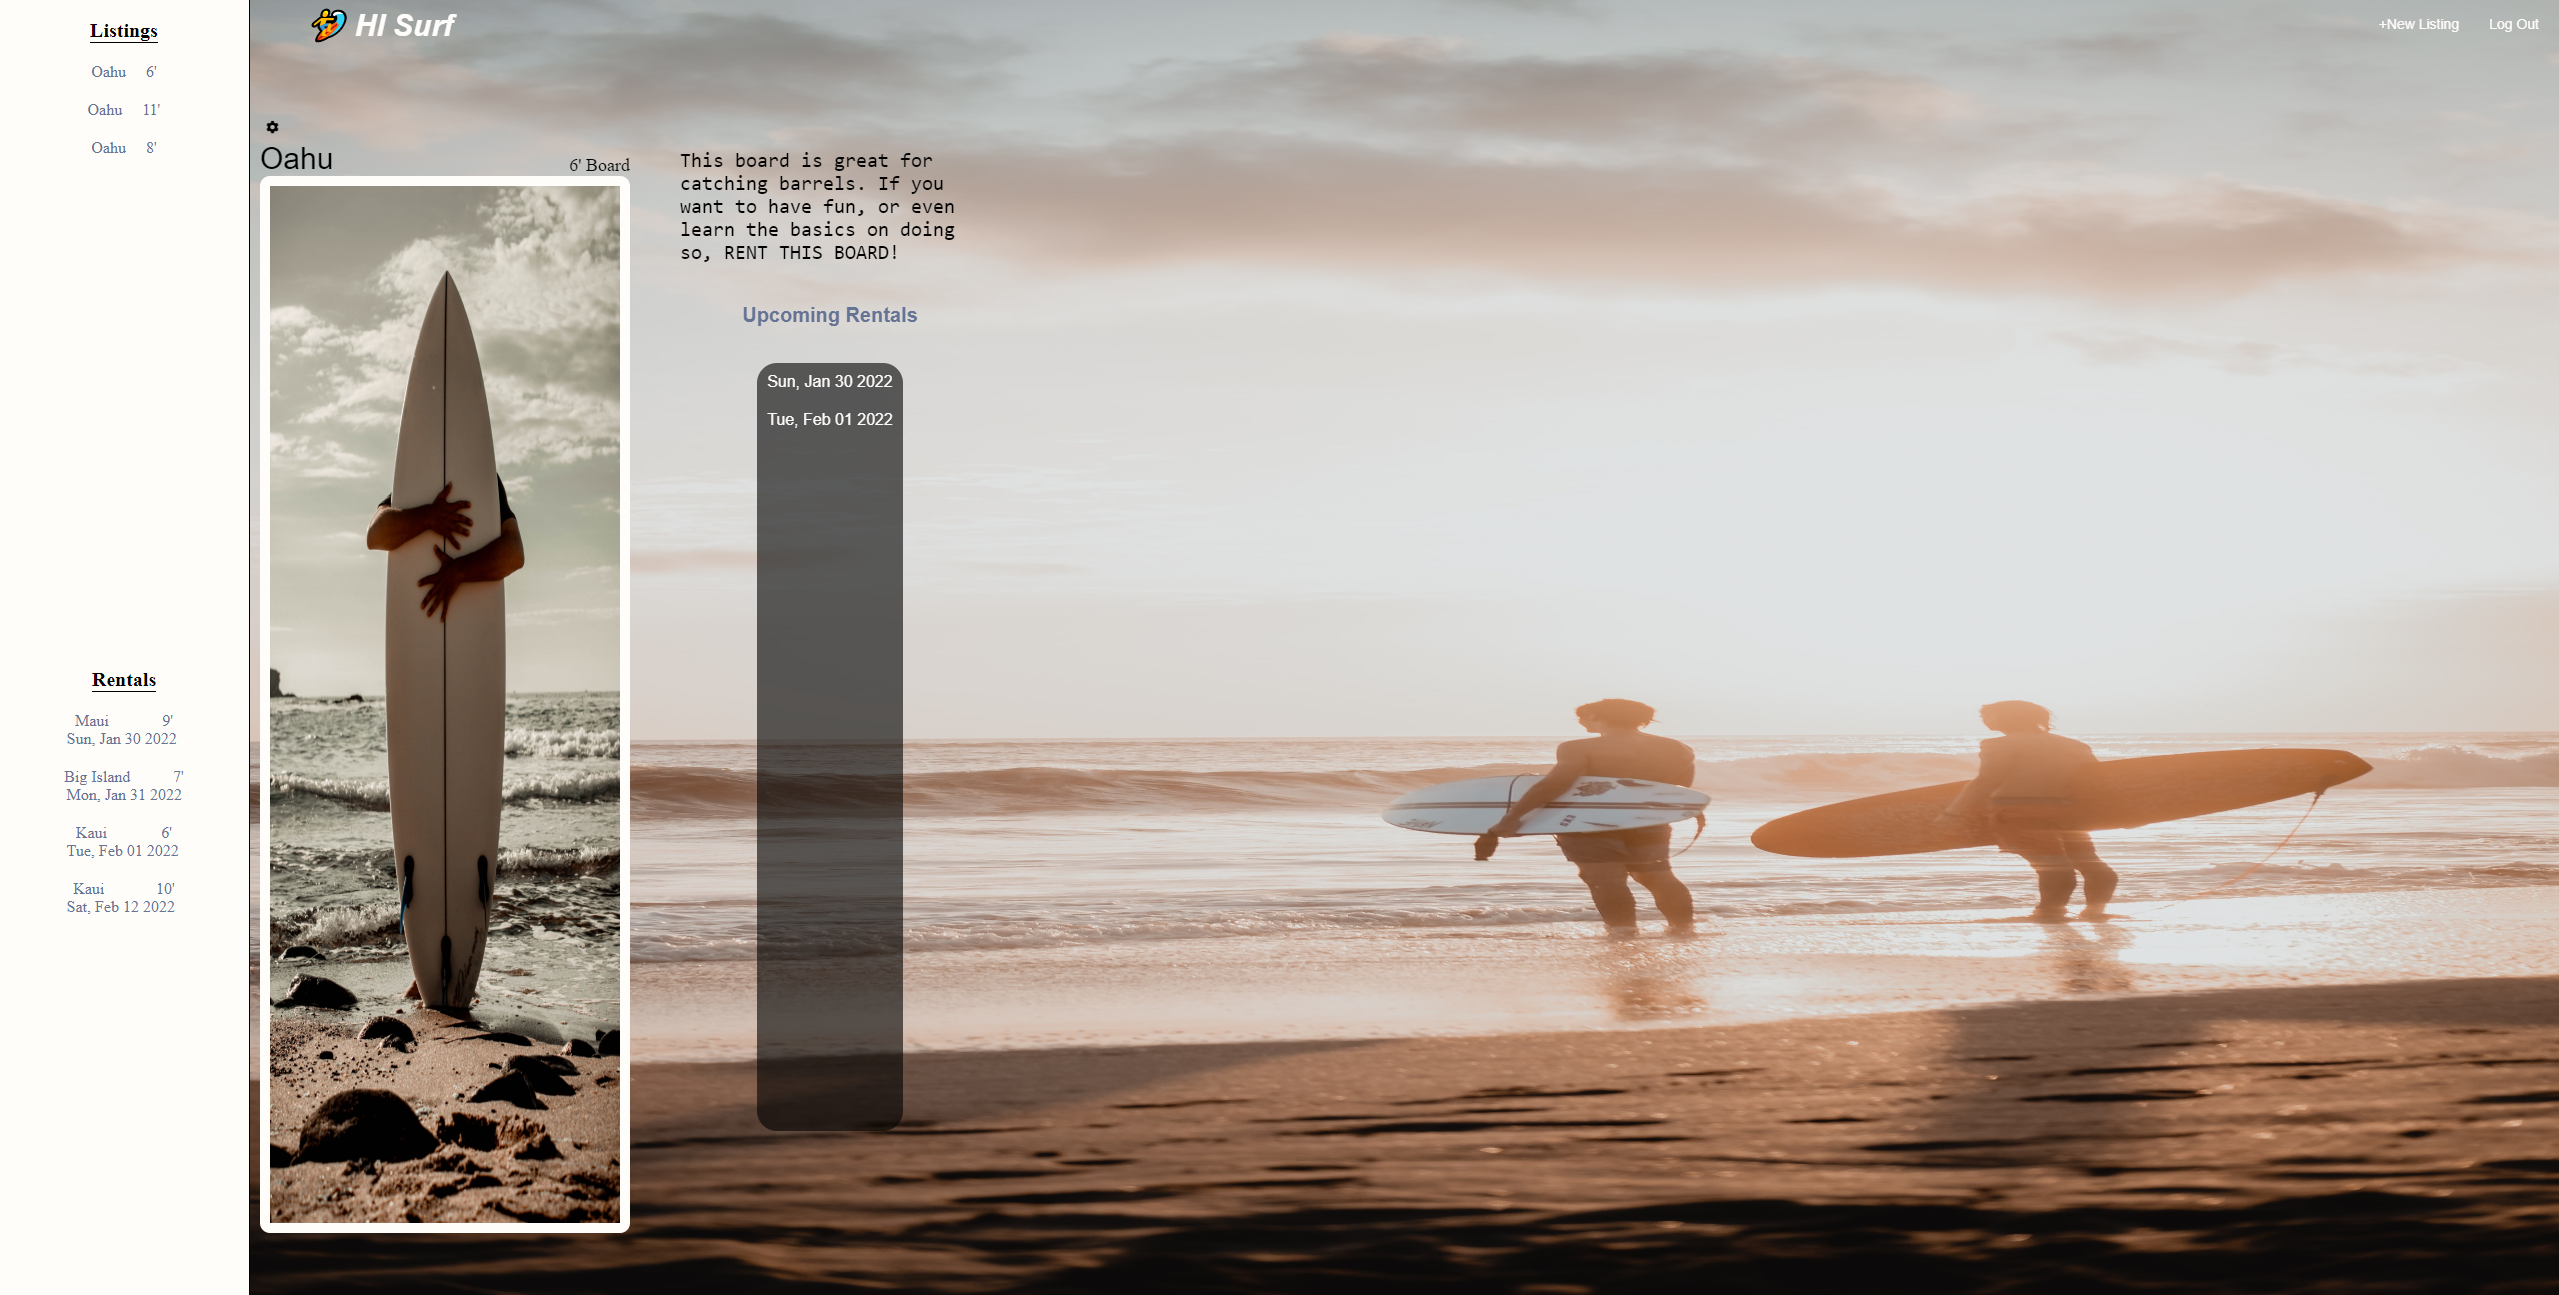 Listings
Oahu 6'
Oahu 11'
Oahu 8'
Rentals
Maui 9'
Sun, Jan 30 2022
Big Island 7'
Mon, Jan 31 2022
Kaui 6'
Tue, Feb 01 2022
Kaui 10'
Sat, Feb 12 2022
HI Surf
+New Listing
Log Out
Oahu
6' Board
This board is great for
catching barrels. If you
want to have fun, or even
learn the basics on doing
so, RENT THIS BOARD!
Upcoming Rentals
Sun, Jan 30 2022
Tue, Feb 01 2022